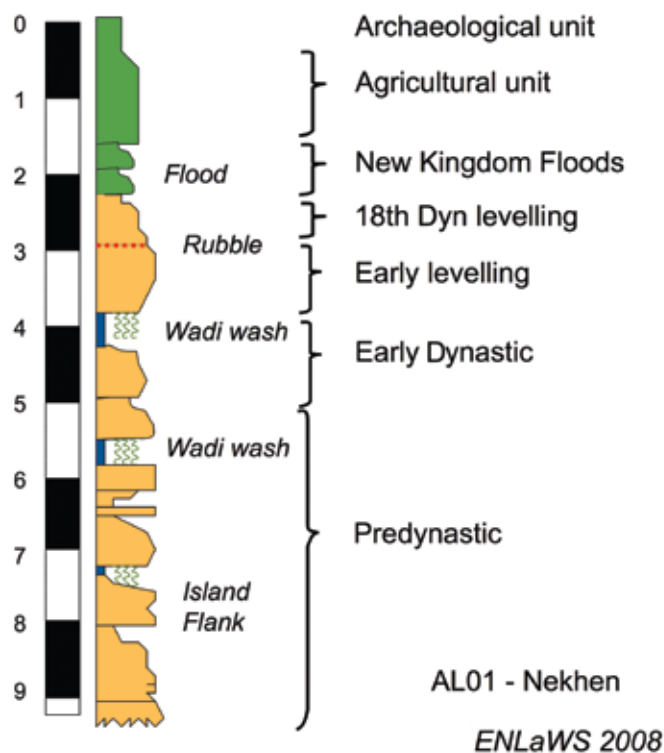 0
Archaeological unit
Agricultural unit
1
New Kingdom Floods
Flood
2
18th Dyn levelling
Rubble
3
Early levelling
Wadi wash
4
Early Dynastic
5
Wadi wash
6
Predynastic
7
Island
Flank
8
AL01 - Nekhen
9
ENLaWS 2008